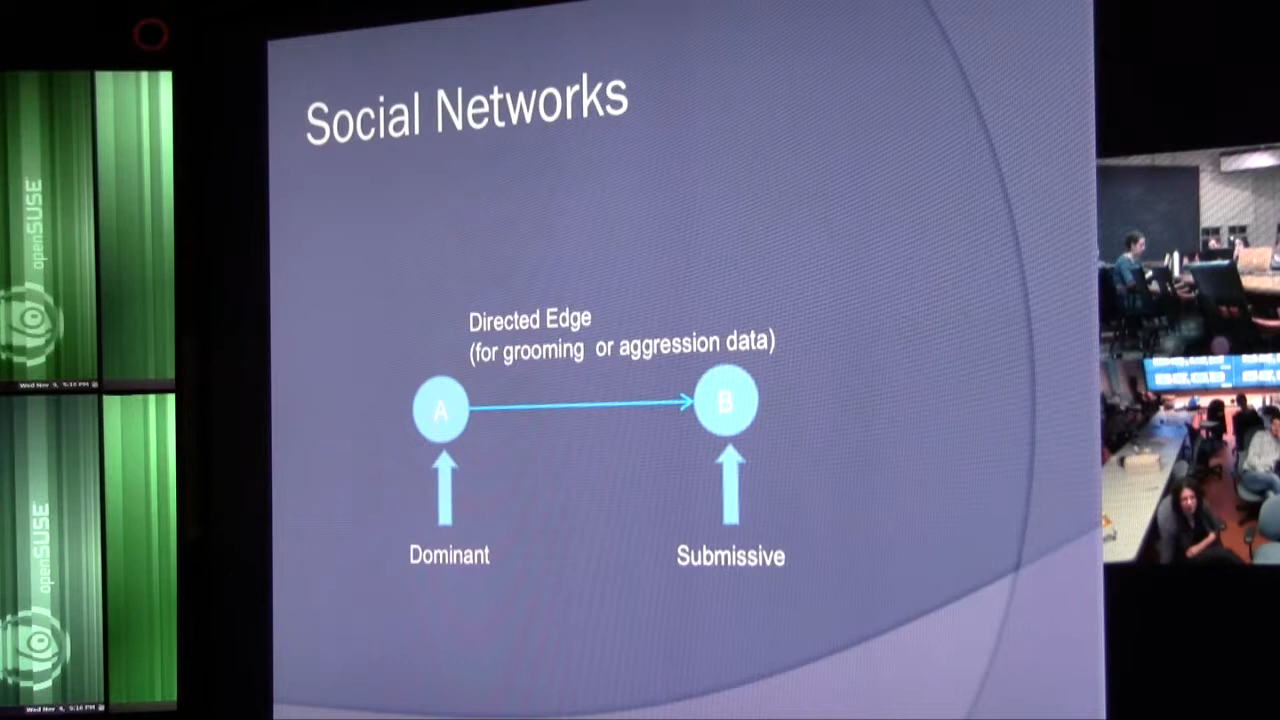 Social Networks
Directed Edge
(for grooming or aggression data)
A
B
Dominant
Submissive
openSUSE
openSUSE